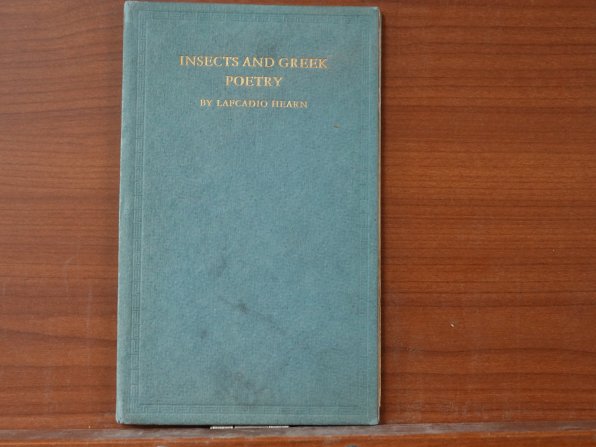 INSECTS AND GREEK
POETRY
BY LAFCADIO HEARN